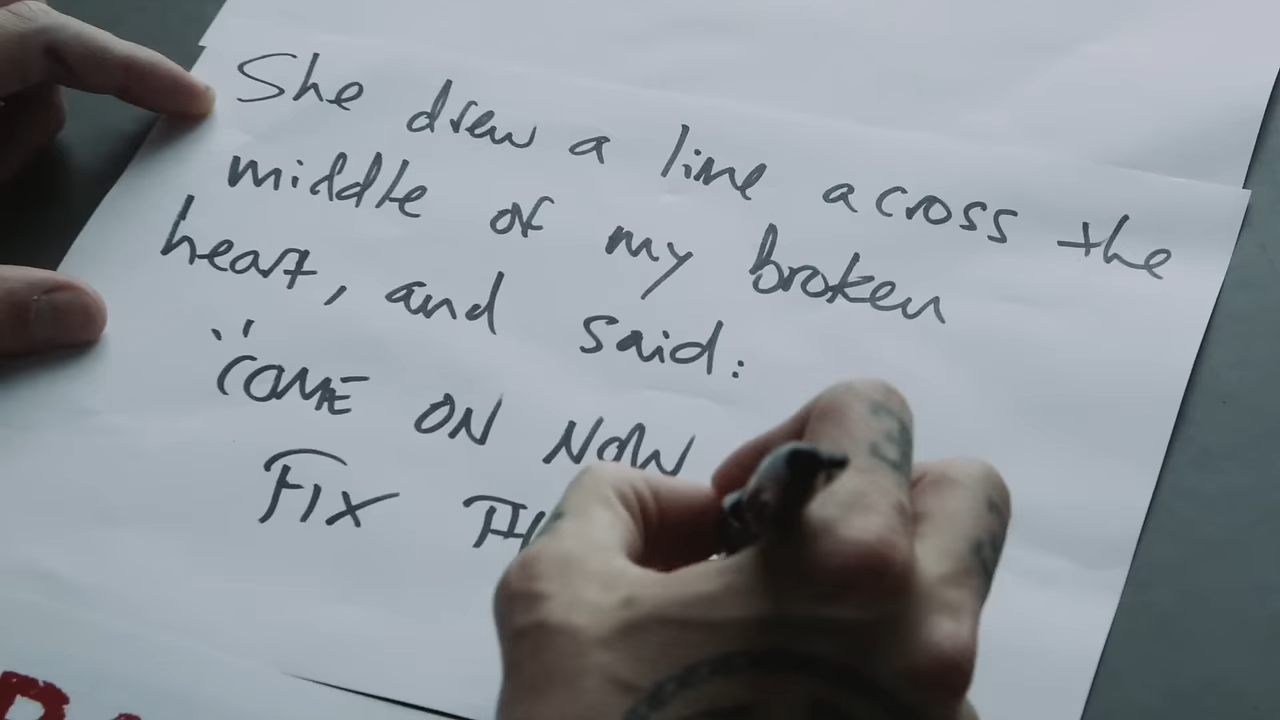 She drew a line across the
middle of my broken
heart, and said:
"COME ON NOW
FIX